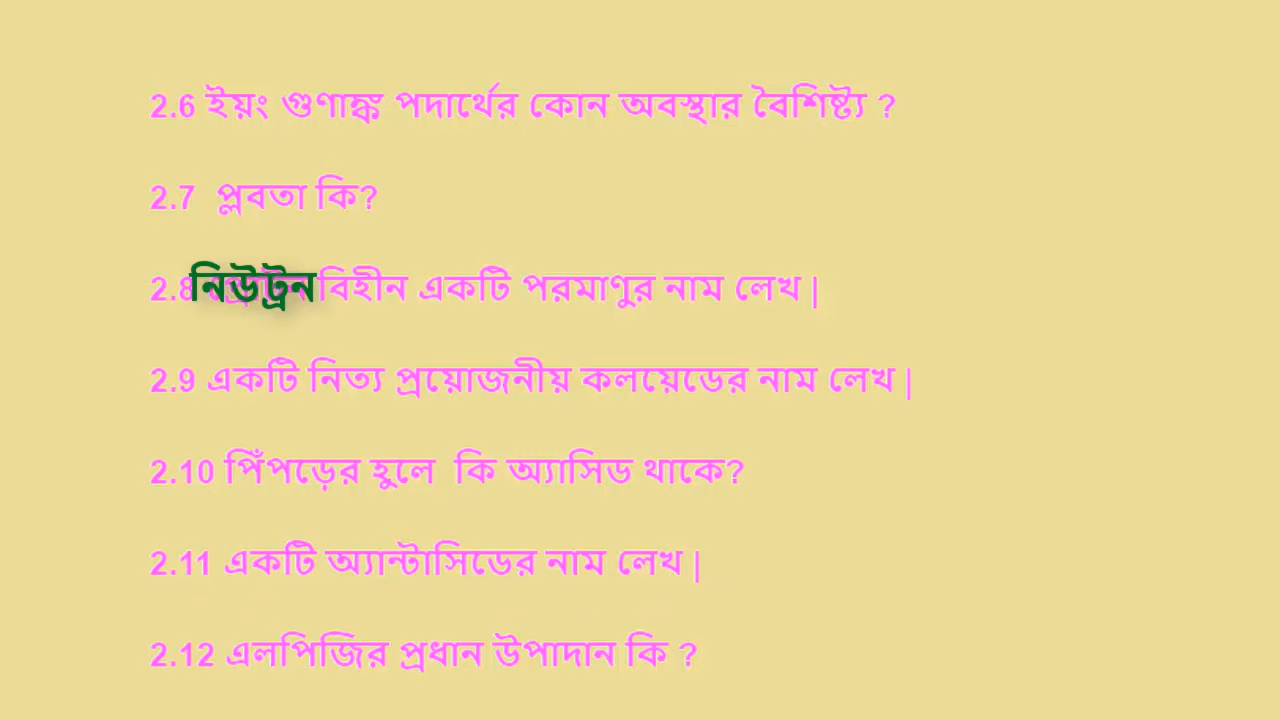 2.6 ইয়ং গুণাঙ্ক পদার্থের কোন অবস্থার বৈশিষ্ট্য ?
2.7 প্লবতা কি?
2.8 নিউট্রন বিহীন একটি পরমাণুর নাম লেখ |
2.9 একটি নিত্য প্রয়োজনীয় কলয়েডের নাম লেখ |
2.10 পিঁপড়ের হুলে কি অ্যাসিড থাকে?
2.11 একটি অ্যান্টাসিডের নাম লেখ |
2.12 এলপিজির প্রধান উপাদান কি ?